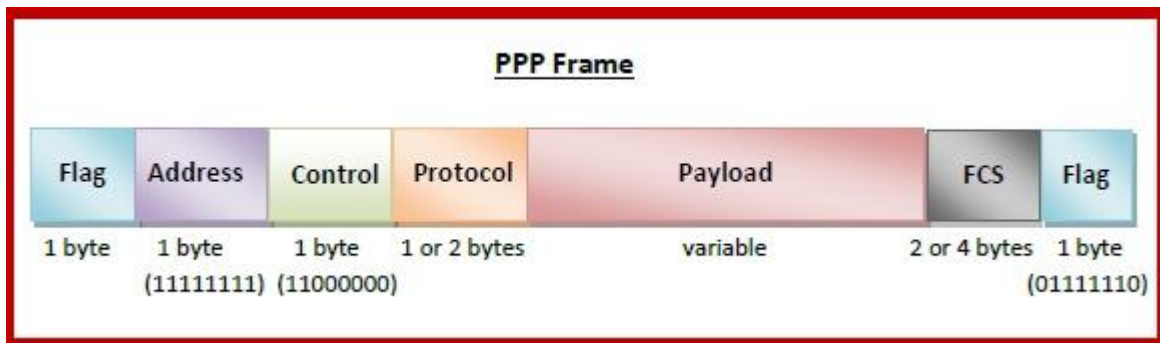 PPP Frame
Flag Address Control Protocol Payload FCS Flag
1 byte 1 byte 1 byte 1 or 2 bytes variable 2 or 4 bytes 1 byte
(11111111) (11000000) (01111110)